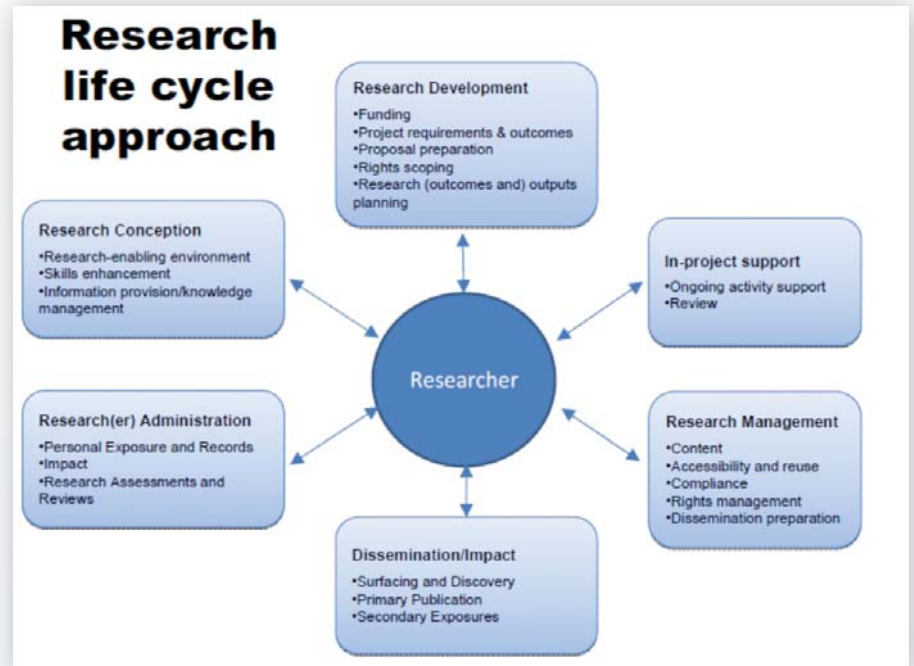 Research
life cycle
approach
Research Development
•Funding
•Project requirements & outcomes
•Proposal preparation
•Rights scoping
•Research (outcomes and) outputs
planning
Research Conception
•Research-enabling environment
•Skills enhancement
•Information provision/knowledge
management
In-project support
•Ongoing activity support
•Review
Researcher
Research(er) Administration
•Personal Exposure and Records
•Impact
•Research Assessments and
Reviews
Research Management
•Content
•Accessibility and reuse
•Compliance
•Rights management
•Dissemination preparation
Dissemination/Impact
•Surfacing and Discovery
•Primary Publication
•Secondary Exposures